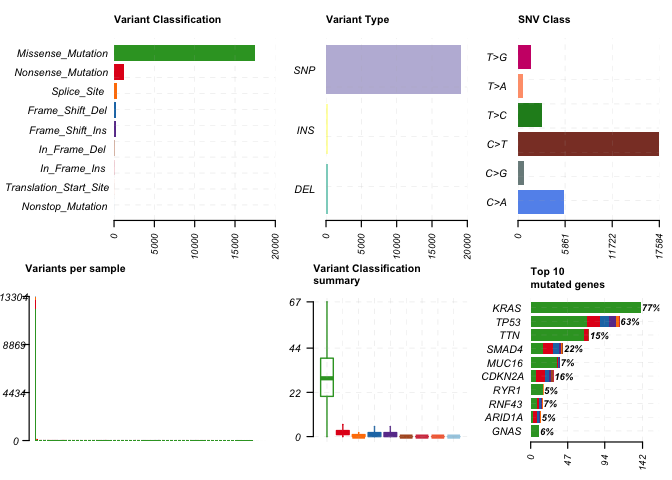 Variant Classification
Missense_Mutation
Nonsense_Mutation
Splice_Site
Frame_Shift_Del
Frame_Shift_Ins
In_Frame_Del
In_Frame_Ins
Translation_Start_Site
Nonstop_Mutation
0
5000
10000
15000
20000
Variant Type
SNP
INS
DEL
0
5000
10000
15000
20000
SNV Class
T>G
T>A
T>C
C>T
C>G
C>A
0
5861
11722
17584
Variants per sample
13304
8869
4434
0
Variant Classification
summary
67
44
22
0
Top 10
mutated genes
KRAS 77%
TP53 63%
TTN 15%
SMAD4 22%
MUC16 7%
CDKN2A 16%
RYR1 5%
RNF43 7%
ARID1A 5%
GNAS 6%
0
47
94
142